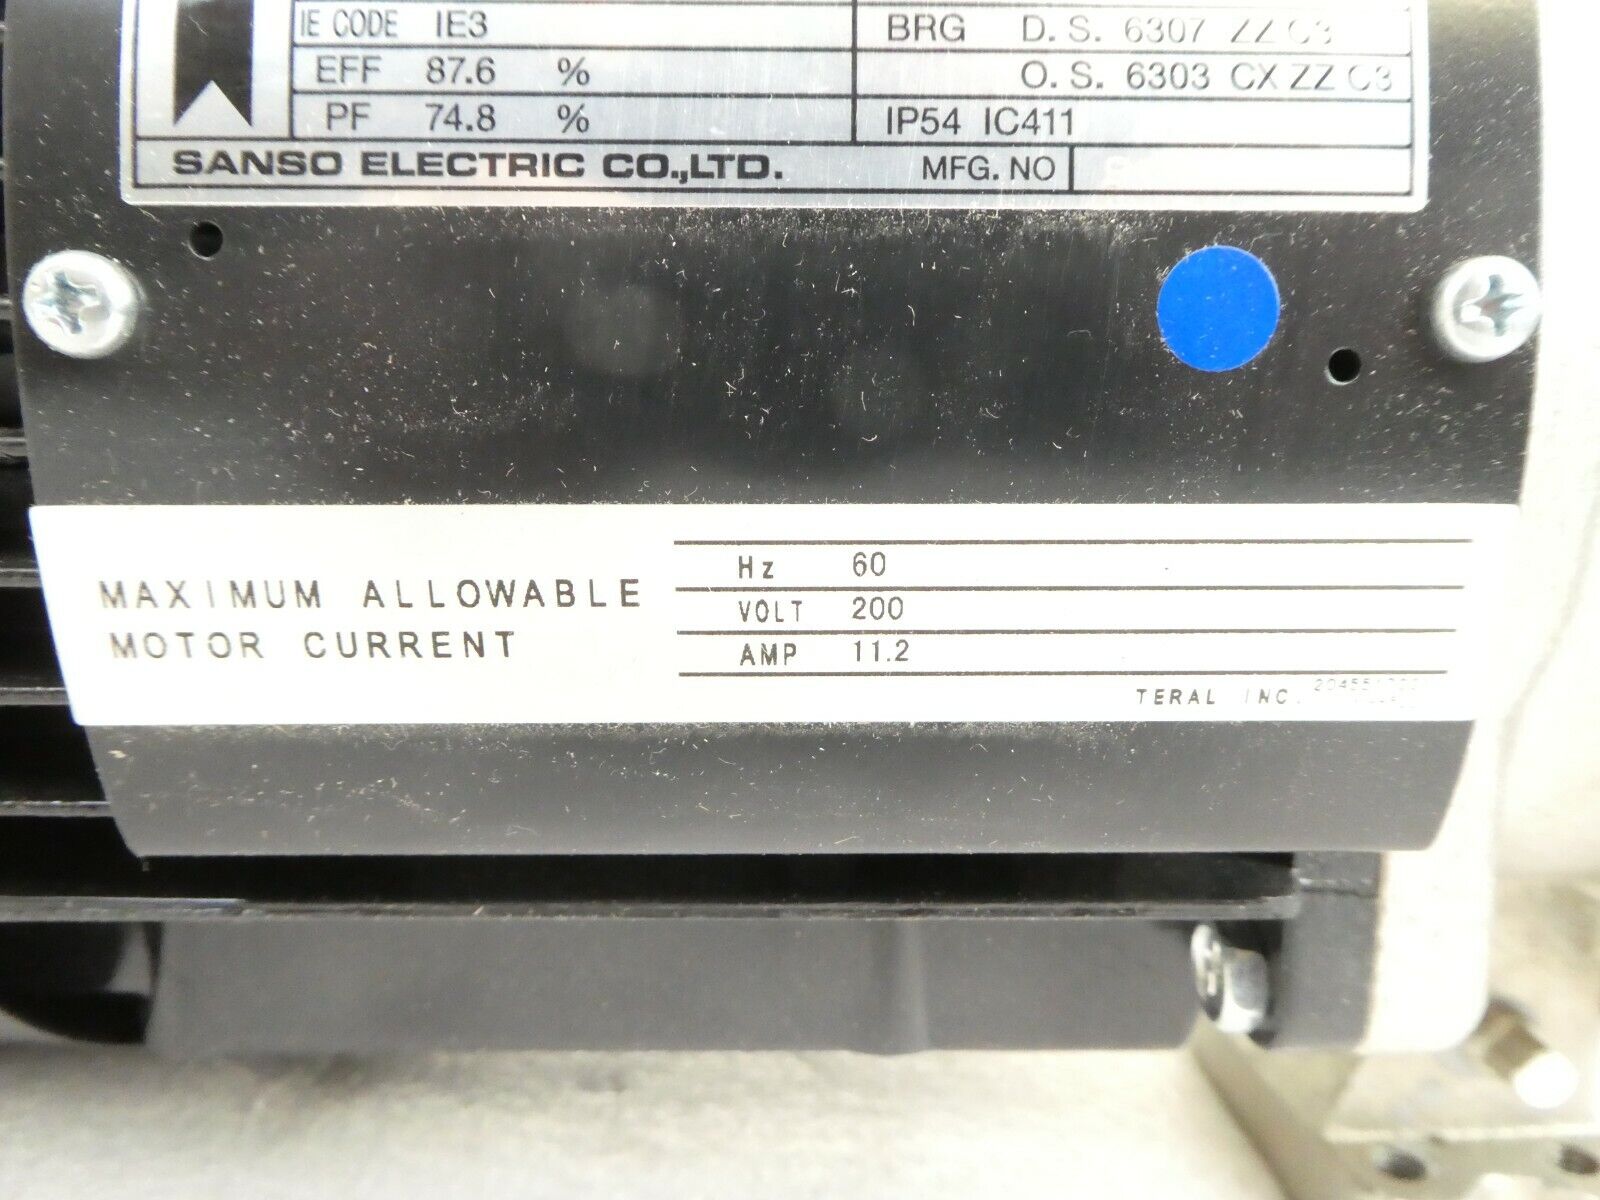 IE CODE IE3
BRG D. S. 6307 ZZ C3
EFF 87.6 %
O. S. 6303 CX ZZ C3
PF 74.8 %
IP54 IC411
SANSO ELECTRIC CO.,LTD.
MFG. NO
MAXIMUM ALLOWABLE
MOTOR CURRENT
Hz 60
VOLT 200
AMP 11.2
TERAL INC.